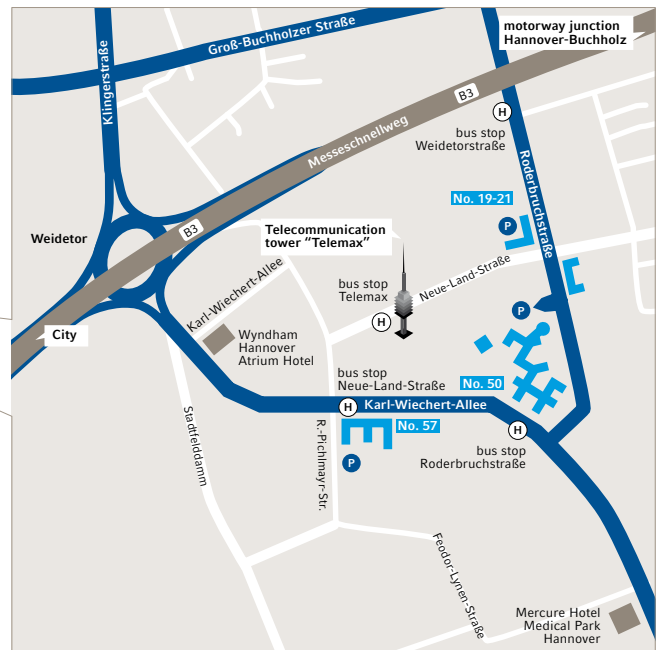 motorway junction
Hannover-Buchholz
Groß-Buchholzer Straße
Klingerstraße
B3
H
Messeschnellweg
bus stop
Weidetorstraße
Roderbruchstraße
No. 19-21
P
B3
Weidetor
Telecommunication
tower "Telemax"
Karl-Wiechert-Allee
bus stop
Telemax
Neue-Land-Straße
P
H
City
Wyndham
Hannover
Atrium Hotel
bus stop
Neue-Land-Straße
No. 50
H
Karl-Wiechert-Allee
Stadtfelddamm
R.-Pichlmayr-Str.
No. 57
H
bus stop
Roderbruchstraße
P
Feodor-Lynen-Straße
Mercure Hotel
Medical Park
Hannover